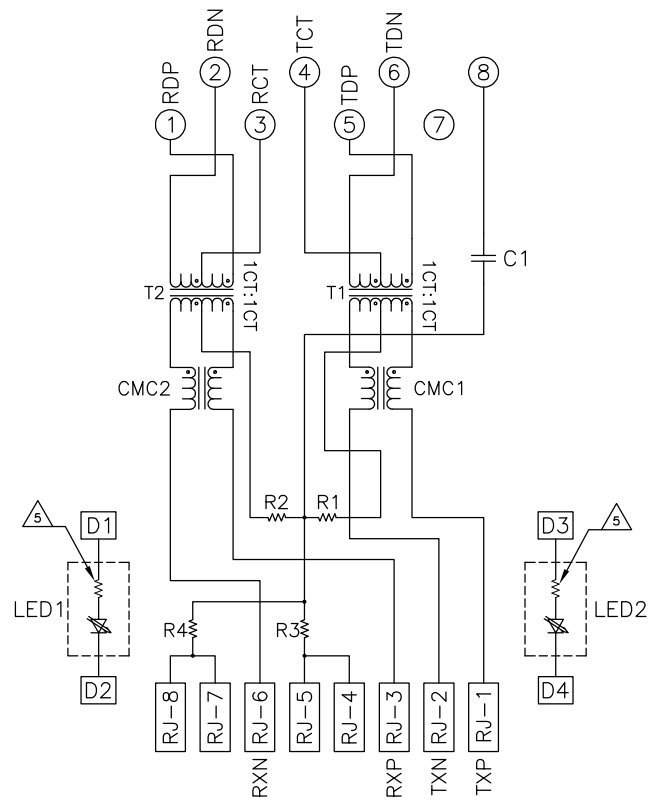 RDP
RDN
RCT
TCT
TDP
TDN
1
2
3
4
5
6
7
8
T2
1CT:1CT
T1
1CT:1CT
C1
CMC2
CMC1
R2
R1
5
D1
LED1
D2
D3
5
LED2
D4
R4
R3
RJ-8
RJ-7
RJ-6
RJ-5
RJ-4
RJ-3
RJ-2
RJ-1
RXN
RXP
TXN
TXP